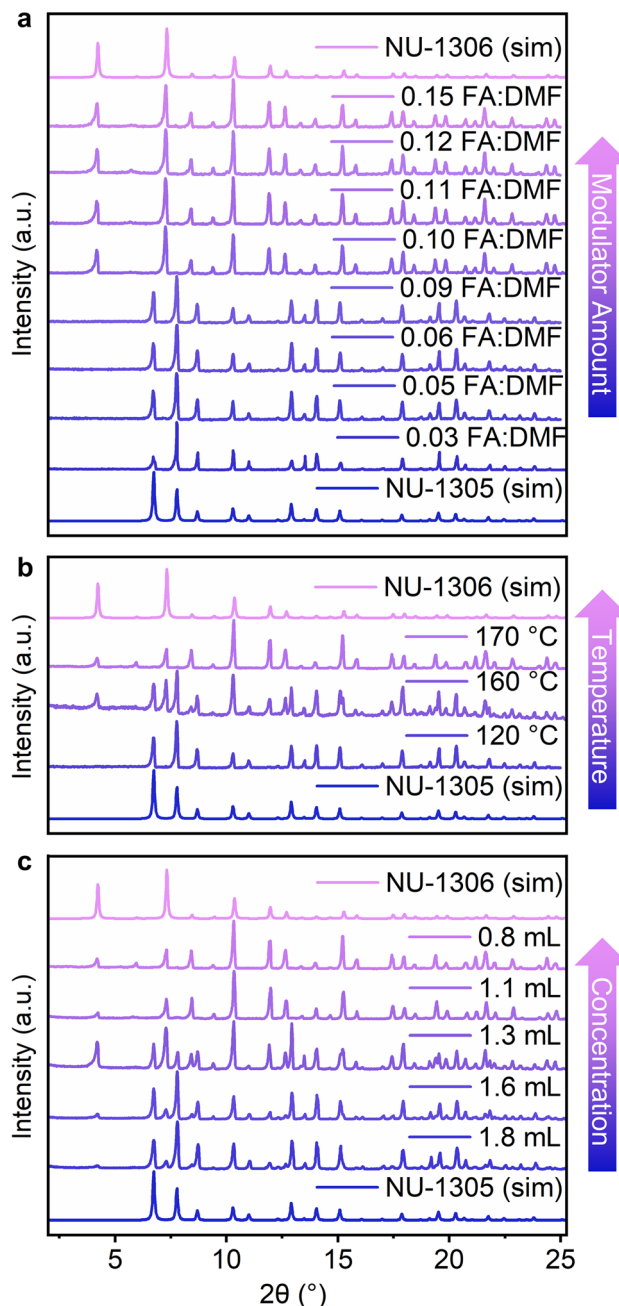 a
NU-1306 (sim)
0.15 FA:DMF
0.12 FA:DMF
0.11 FA:DMF
0.10 FA:DMF
0.09 FA:DMF
0.06 FA:DMF
0.05 FA:DMF
0.03 FA:DMF
NU-1305 (sim)
Intensity (a.u.)
Modulator Amount
b
NU-1306 (sim)
170 °C
160 °C
120 °C
NU-1305 (sim)
Intensity (a.u.)
Temperature
c
NU-1306 (sim)
0.8 mL
1.1 mL
1.3 mL
1.6 mL
1.8 mL
NU-1305 (sim)
Intensity (a.u.)
Concentration
5 10 15 20 25
2θ (°)